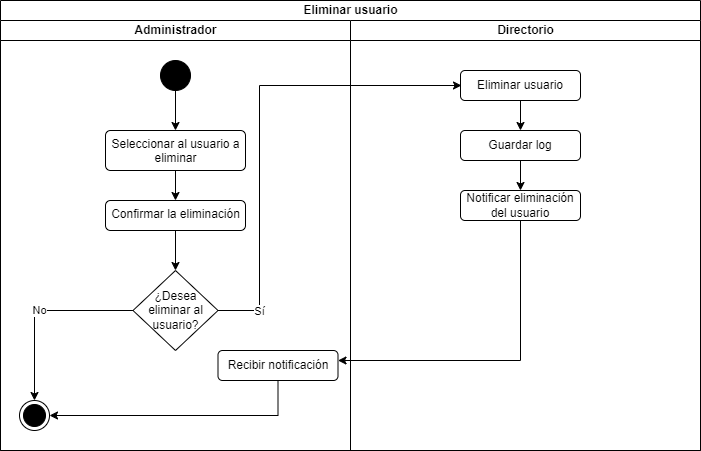 Eliminar usuario
Administrador
Directorio
Eliminar usuario
Seleccionar al usuario a
eliminar
Guardar log
Confirmar la eliminación
Notificar eliminación
del usuario
¿Desea
eliminar al
usuario?
No
Sí
Recibir notificación